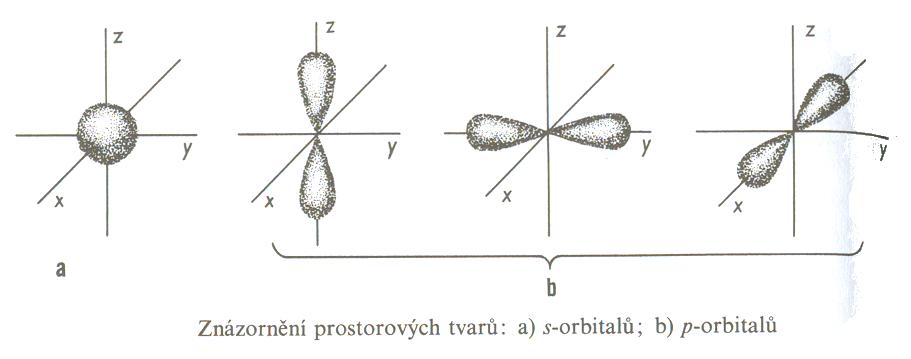 z z z z
y y y y
x x x x
a
b
Znázornění prostorových tvarů: a) s-orbitalů; b) p-orbitalů